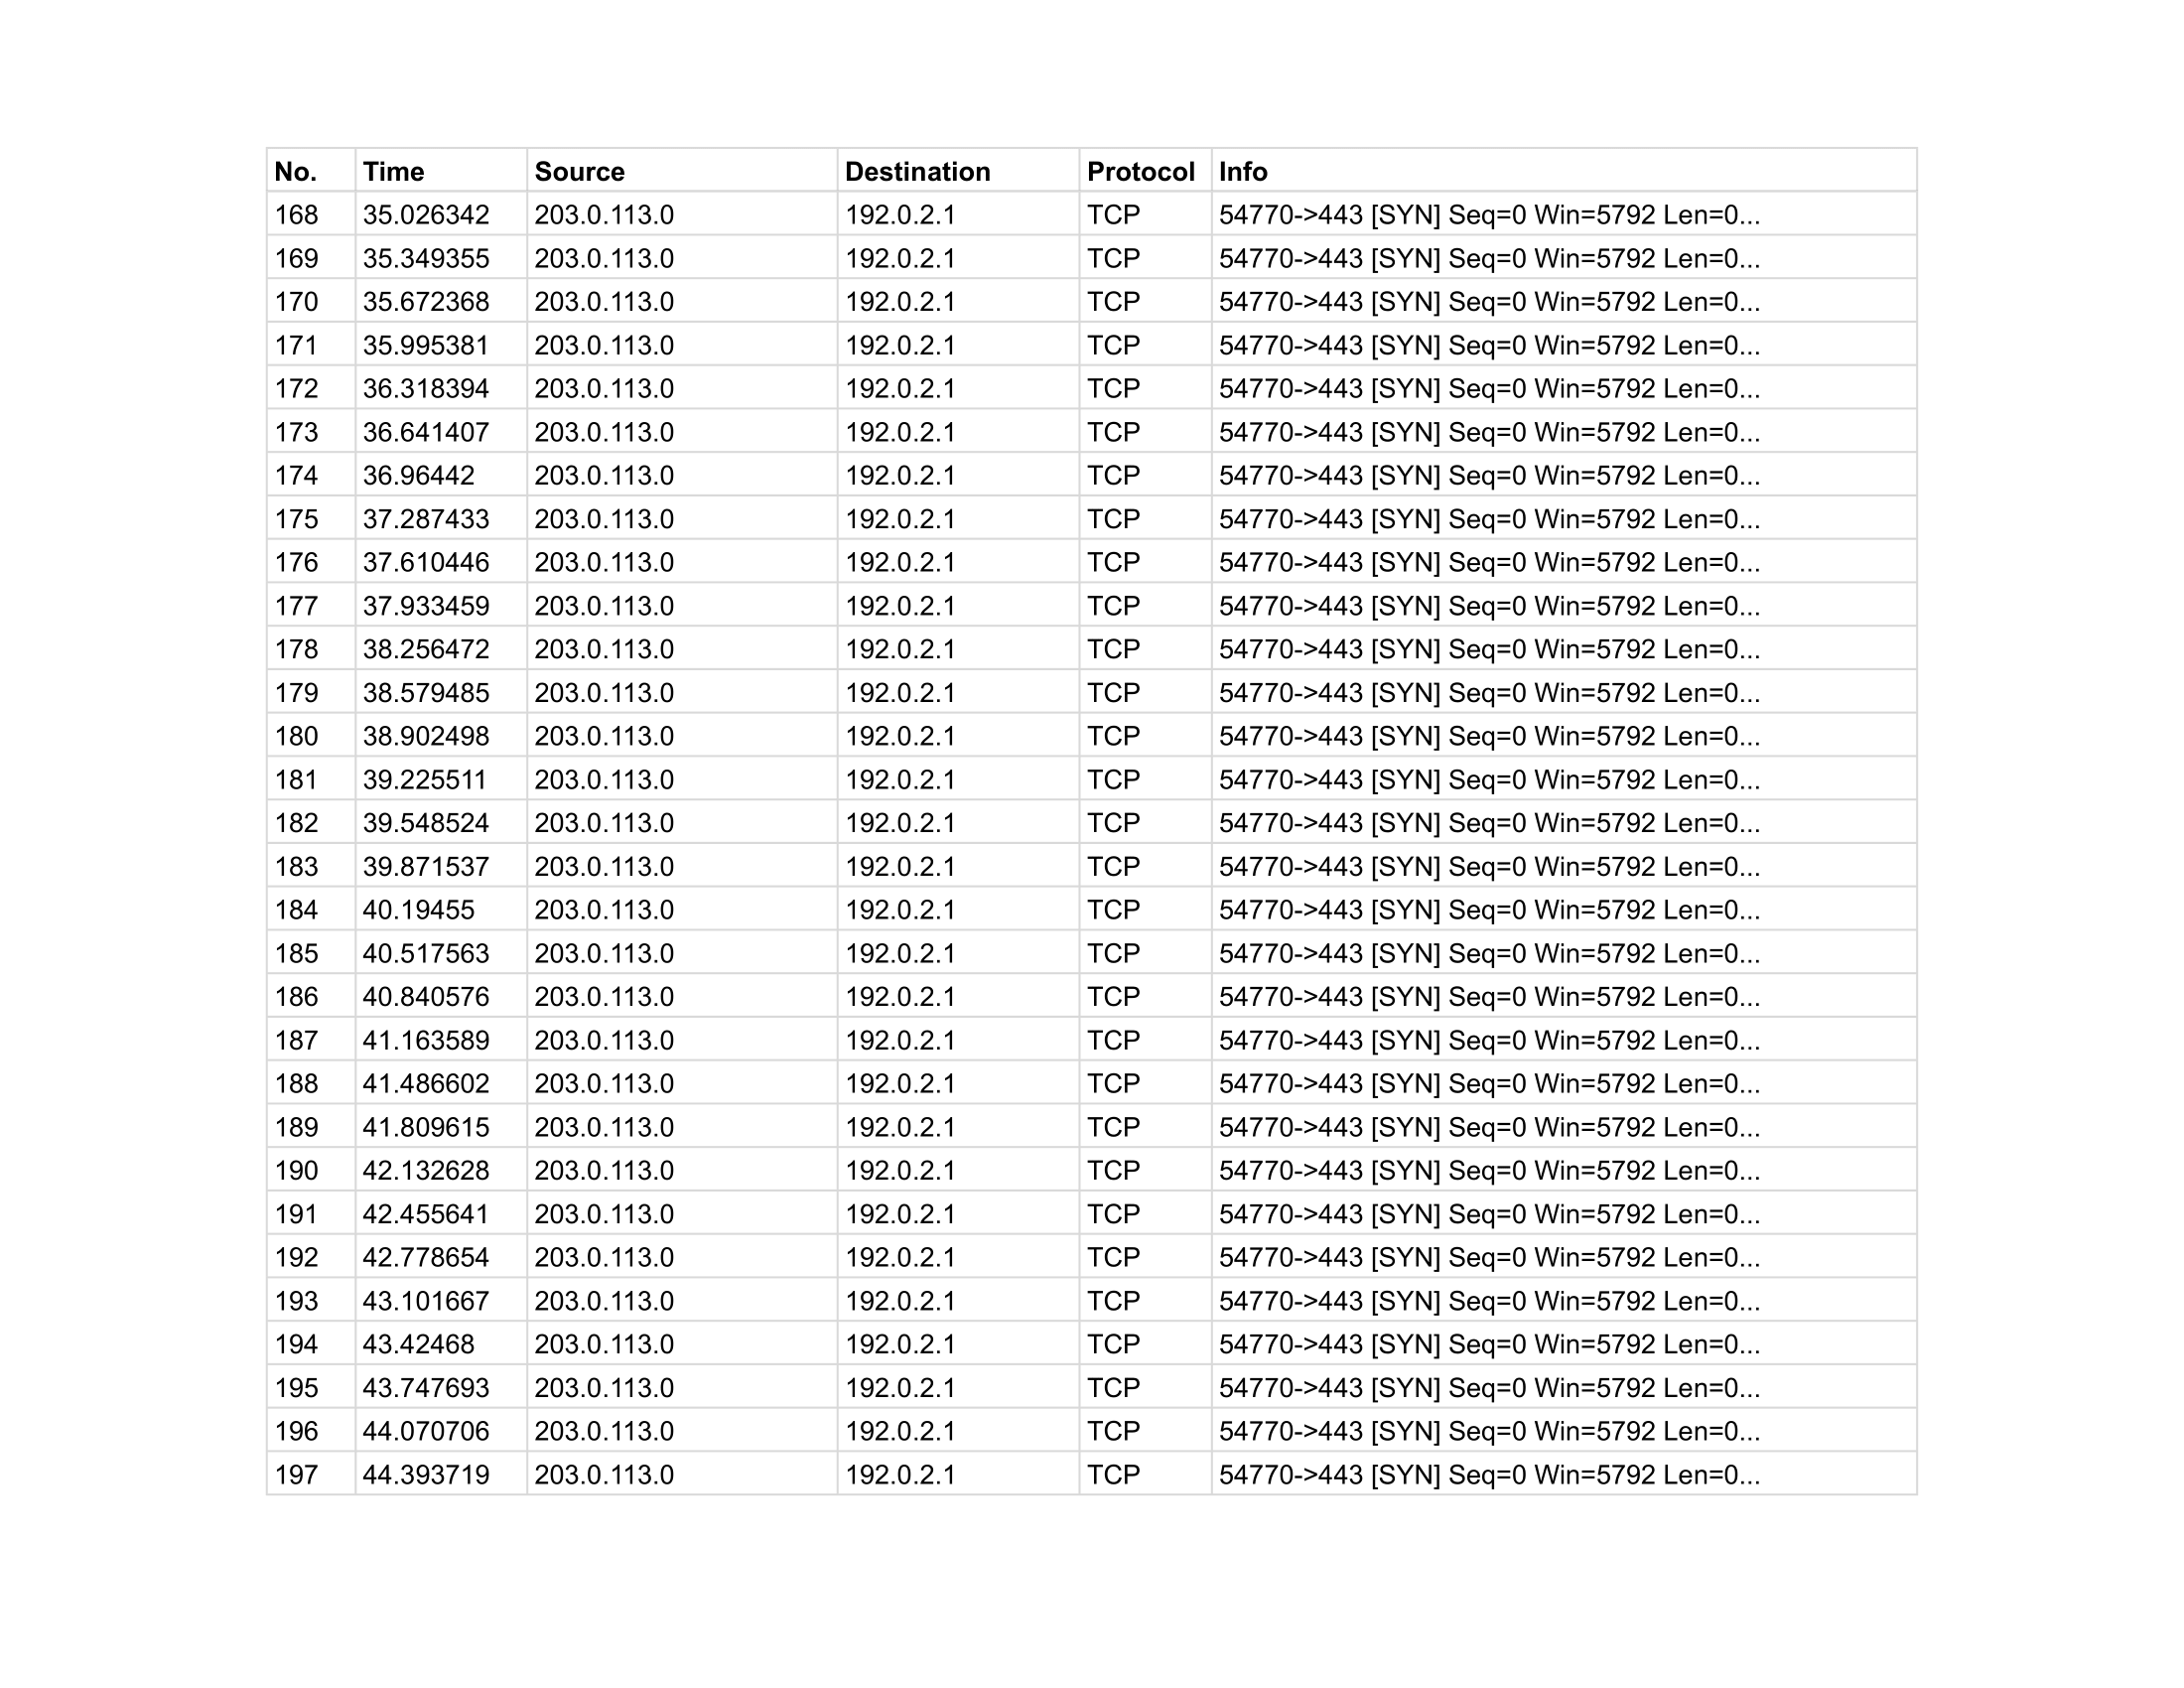 No. Time Source Destination Protocol Info
168 35.026342 203.0.113.0 192.0.2.1 TCP 54770->443 [SYN] Seq=0 Win=5792 Len=0...
169 35.349355 203.0.113.0 192.0.2.1 TCP 54770->443 [SYN] Seq=0 Win=5792 Len=0...
170 35.672368 203.0.113.0 192.0.2.1 TCP 54770->443 [SYN] Seq=0 Win=5792 Len=0...
171 35.995381 203.0.113.0 192.0.2.1 TCP 54770->443 [SYN] Seq=0 Win=5792 Len=0...
172 36.318394 203.0.113.0 192.0.2.1 TCP 54770->443 [SYN] Seq=0 Win=5792 Len=0...
173 36.641407 203.0.113.0 192.0.2.1 TCP 54770->443 [SYN] Seq=0 Win=5792 Len=0...
174 36.96442 203.0.113.0 192.0.2.1 TCP 54770->443 [SYN] Seq=0 Win=5792 Len=0...
175 37.287433 203.0.113.0 192.0.2.1 TCP 54770->443 [SYN] Seq=0 Win=5792 Len=0...
176 37.610446 203.0.113.0 192.0.2.1 TCP 54770->443 [SYN] Seq=0 Win=5792 Len=0...
177 37.933459 203.0.113.0 192.0.2.1 TCP 54770->443 [SYN] Seq=0 Win=5792 Len=0...
178 38.256472 203.0.113.0 192.0.2.1 TCP 54770->443 [SYN] Seq=0 Win=5792 Len=0...
179 38.579485 203.0.113.0 192.0.2.1 TCP 54770->443 [SYN] Seq=0 Win=5792 Len=0...
180 38.902498 203.0.113.0 192.0.2.1 TCP 54770->443 [SYN] Seq=0 Win=5792 Len=0...
181 39.225511 203.0.113.0 192.0.2.1 TCP 54770->443 [SYN] Seq=0 Win=5792 Len=0...
182 39.548524 203.0.113.0 192.0.2.1 TCP 54770->443 [SYN] Seq=0 Win=5792 Len=0...
183 39.871537 203.0.113.0 192.0.2.1 TCP 54770->443 [SYN] Seq=0 Win=5792 Len=0...
184 40.19455 203.0.113.0 192.0.2.1 TCP 54770->443 [SYN] Seq=0 Win=5792 Len=0...
185 40.517563 203.0.113.0 192.0.2.1 TCP 54770->443 [SYN] Seq=0 Win=5792 Len=0...
186 40.840576 203.0.113.0 192.0.2.1 TCP 54770->443 [SYN] Seq=0 Win=5792 Len=0...
187 41.163589 203.0.113.0 192.0.2.1 TCP 54770->443 [SYN] Seq=0 Win=5792 Len=0...
188 41.486602 203.0.113.0 192.0.2.1 TCP 54770->443 [SYN] Seq=0 Win=5792 Len=0...
189 41.809615 203.0.113.0 192.0.2.1 TCP 54770->443 [SYN] Seq=0 Win=5792 Len=0...
190 42.132628 203.0.113.0 192.0.2.1 TCP 54770->443 [SYN] Seq=0 Win=5792 Len=0...
191 42.455641 203.0.113.0 192.0.2.1 TCP 54770->443 [SYN] Seq=0 Win=5792 Len=0...
192 42.778654 203.0.113.0 192.0.2.1 TCP 54770->443 [SYN] Seq=0 Win=5792 Len=0...
193 43.101667 203.0.113.0 192.0.2.1 TCP 54770->443 [SYN] Seq=0 Win=5792 Len=0...
194 43.42468 203.0.113.0 192.0.2.1 TCP 54770->443 [SYN] Seq=0 Win=5792 Len=0...
195 43.747693 203.0.113.0 192.0.2.1 TCP 54770->443 [SYN] Seq=0 Win=5792 Len=0...
196 44.070706 203.0.113.0 192.0.2.1 TCP 54770->443 [SYN] Seq=0 Win=5792 Len=0...
197 44.393719 203.0.113.0 192.0.2.1 TCP 54770->443 [SYN] Seq=0 Win=5792 Len=0...